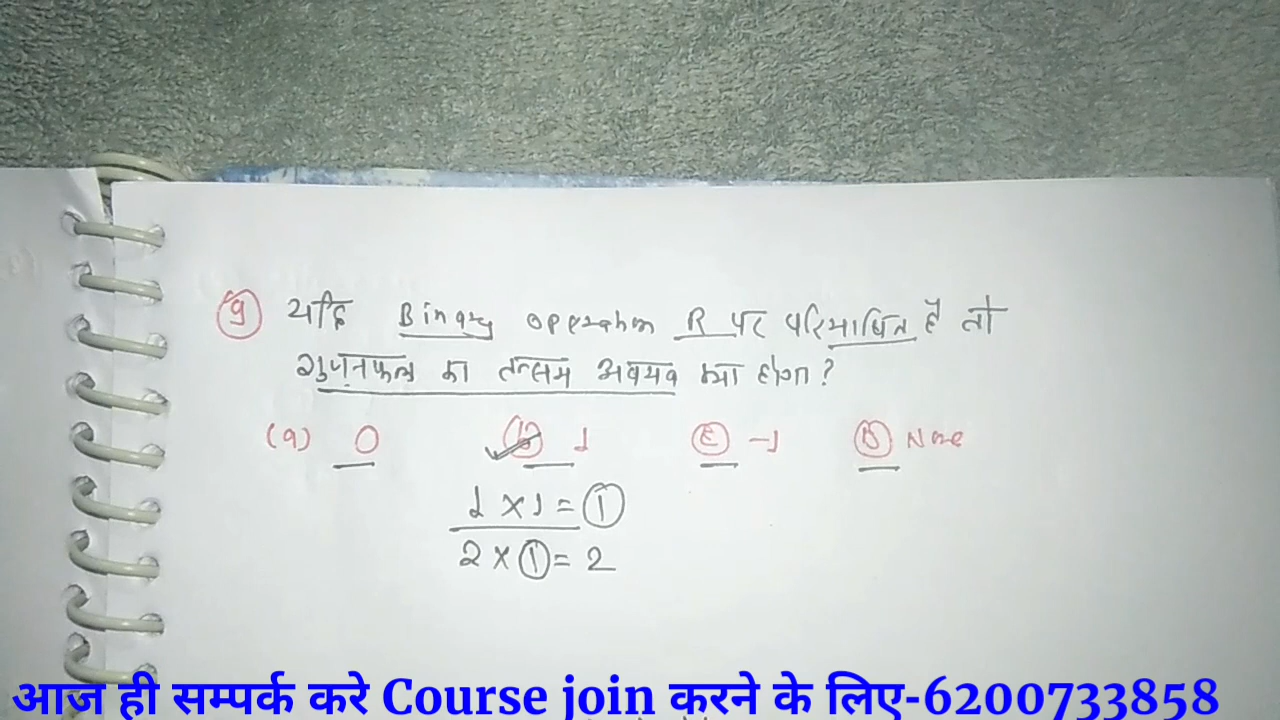 9 यदि Binary operation R पर परिभाषित है तो
गुणनफल का तत्सम अवयव क्या होगा?
(a) 0 (b) 1 (c) -1 (D) None
1 x 1 = 1
2 x 1 = 2
आज ही सम्पर्क करे Course join करने के लिए-6200733858